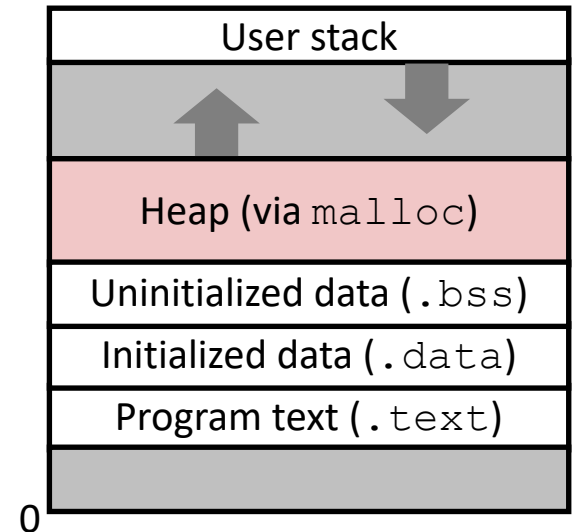 User stack
Heap (via malloc)
Uninitialized data (.bss)
Initialized data (.data)
Program text (.text)
0